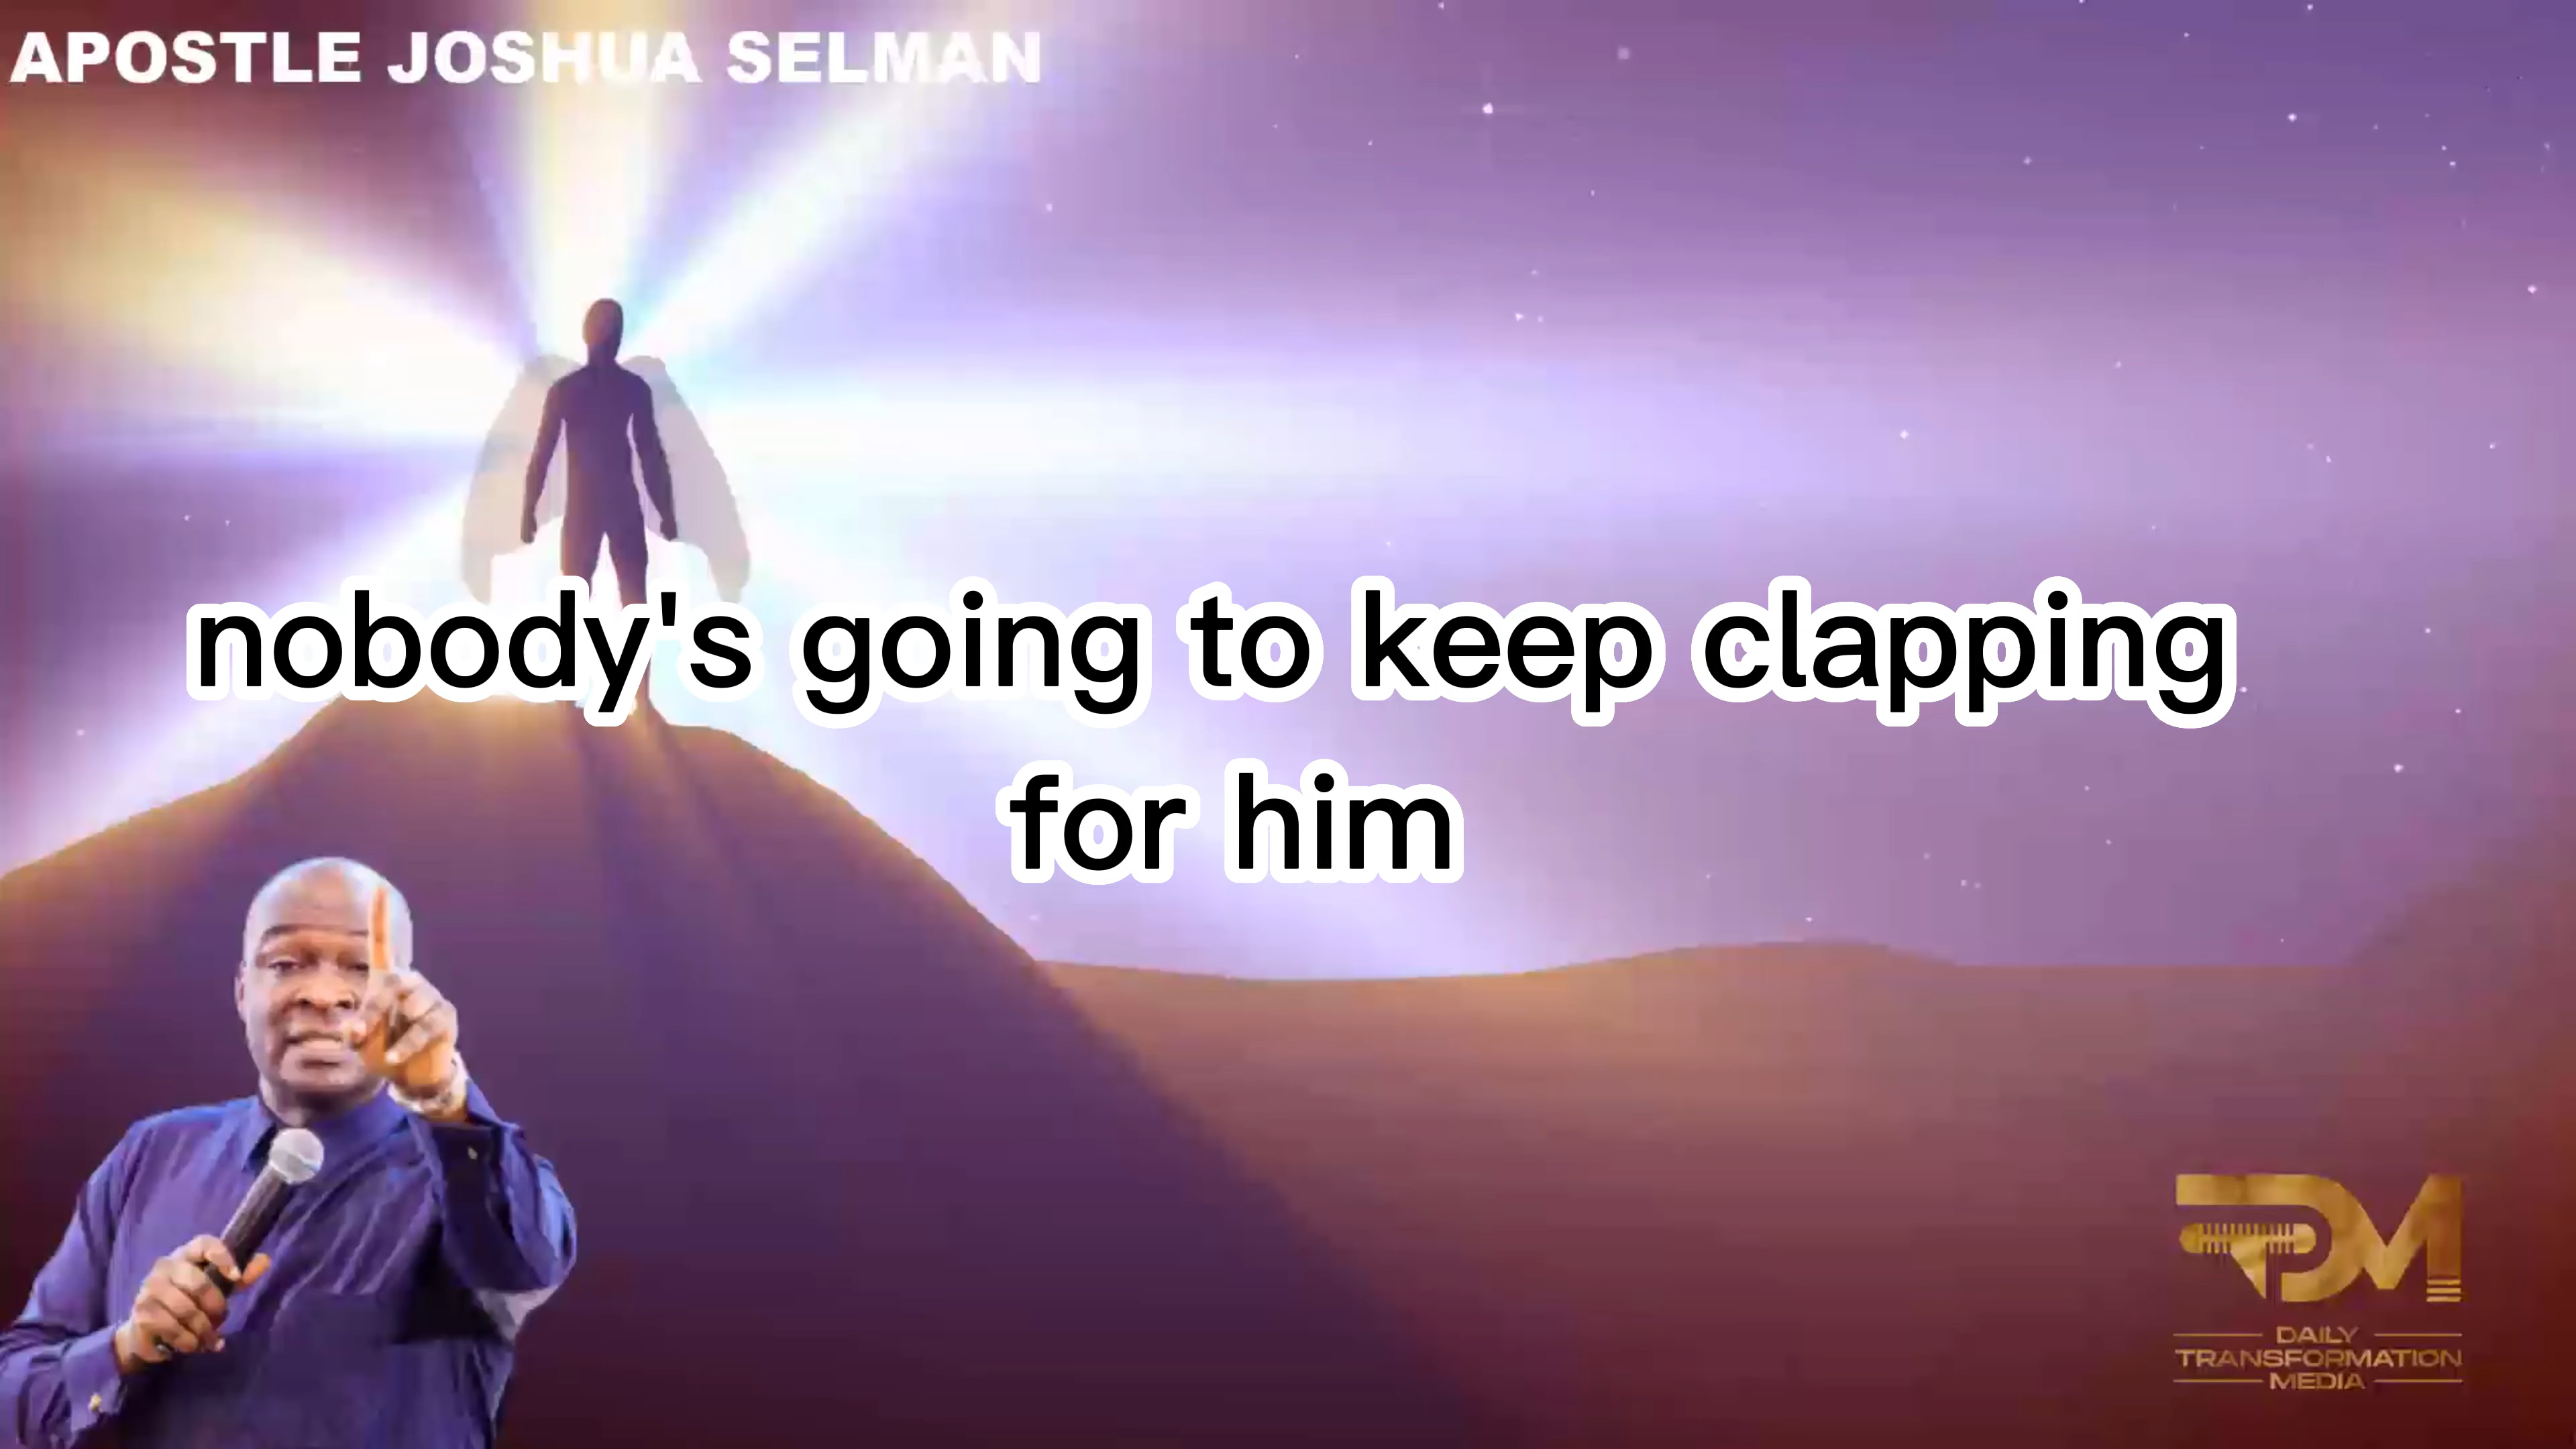 APOSTLE JOSHUA SELMAN
nobody's going to keep clapping
for him
DAILY
TRANSFORMATION
MEDIA